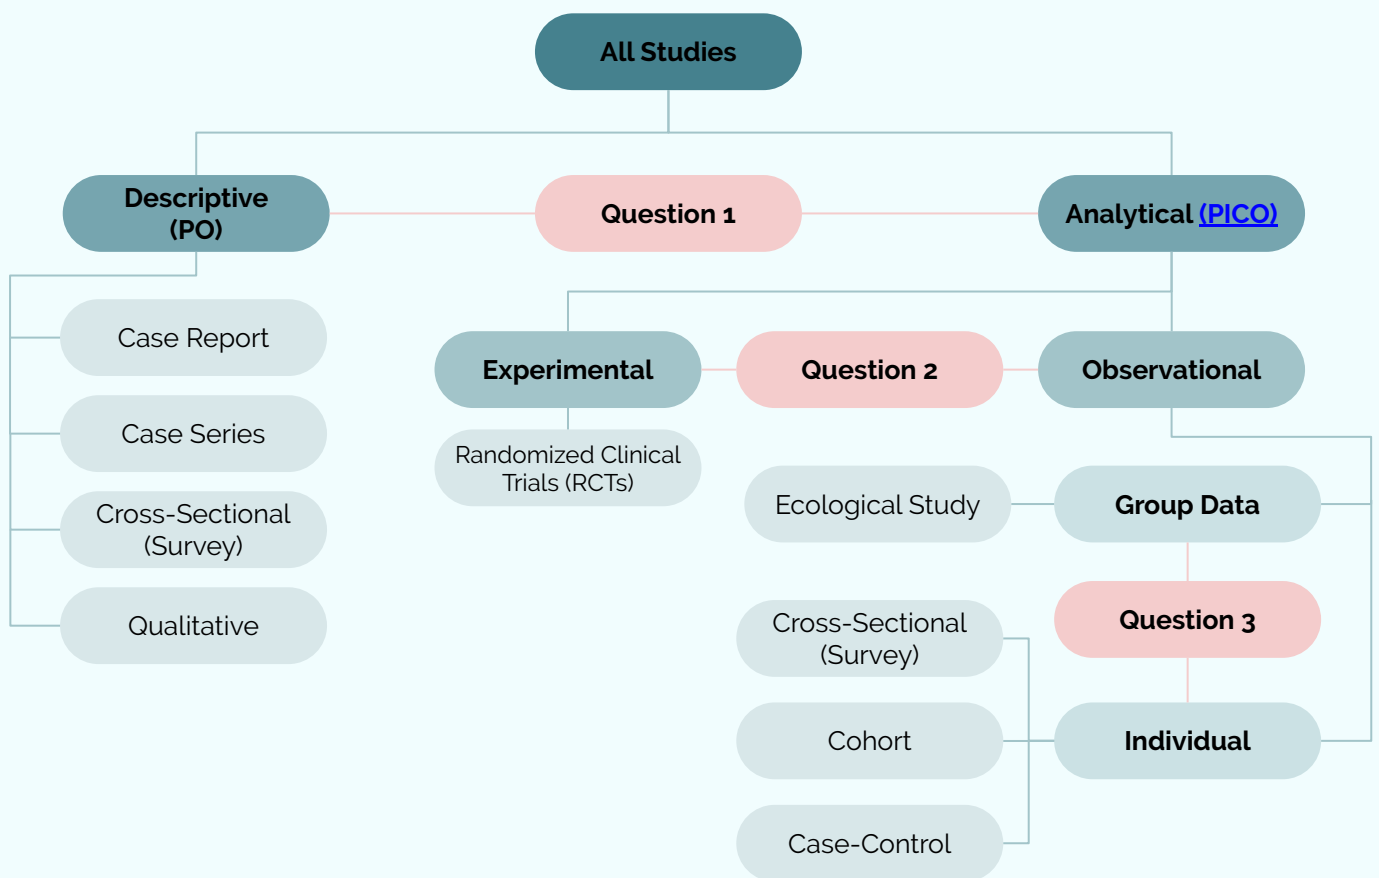 All Studies
Descriptive
(PO)
Question 1
Analytical (PICO)
Case Report
Case Series
Cross-Sectional
(Survey)
Qualitative
Experimental
Question 2
Observational
Randomized Clinical
Trials (RCTs)
Ecological Study
Group Data
Question 3
Cross-Sectional
(Survey)
Cohort
Individual
Case-Control